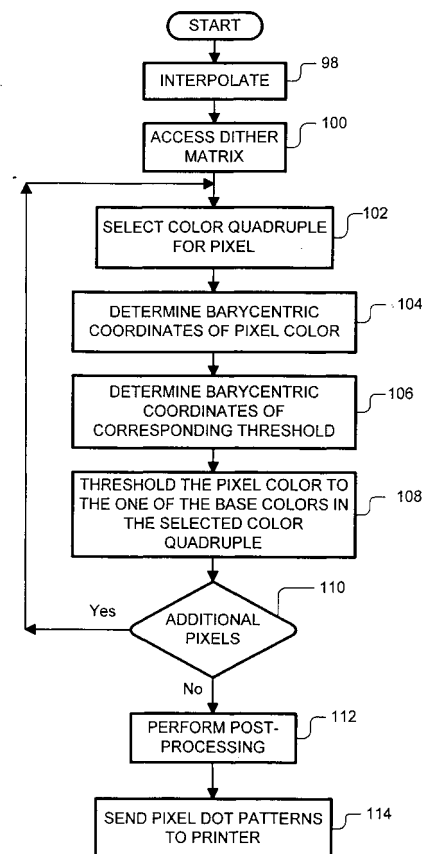 START
INTERPOLATE
98
ACCESS DITHER
MATRIX
100
SELECT COLOR QUADRUPLE
FOR PIXEL
102
DETERMINE BARYCENTRIC
COORDINATES OF PIXEL COLOR
104
DETERMINE BARYCENTRIC
COORDINATES OF
CORRESPONDING THRESHOLD
106
THRESHOLD THE PIXEL COLOR TO
THE ONE OF THE BASE COLORS IN
THE SELECTED COLOR
QUADRUPLE
108
ADDITIONAL
PIXELS
110
Yes
No
PERFORM POST-
PROCESSING
112
SEND PIXEL DOT PATTERNS
TO PRINTER
114